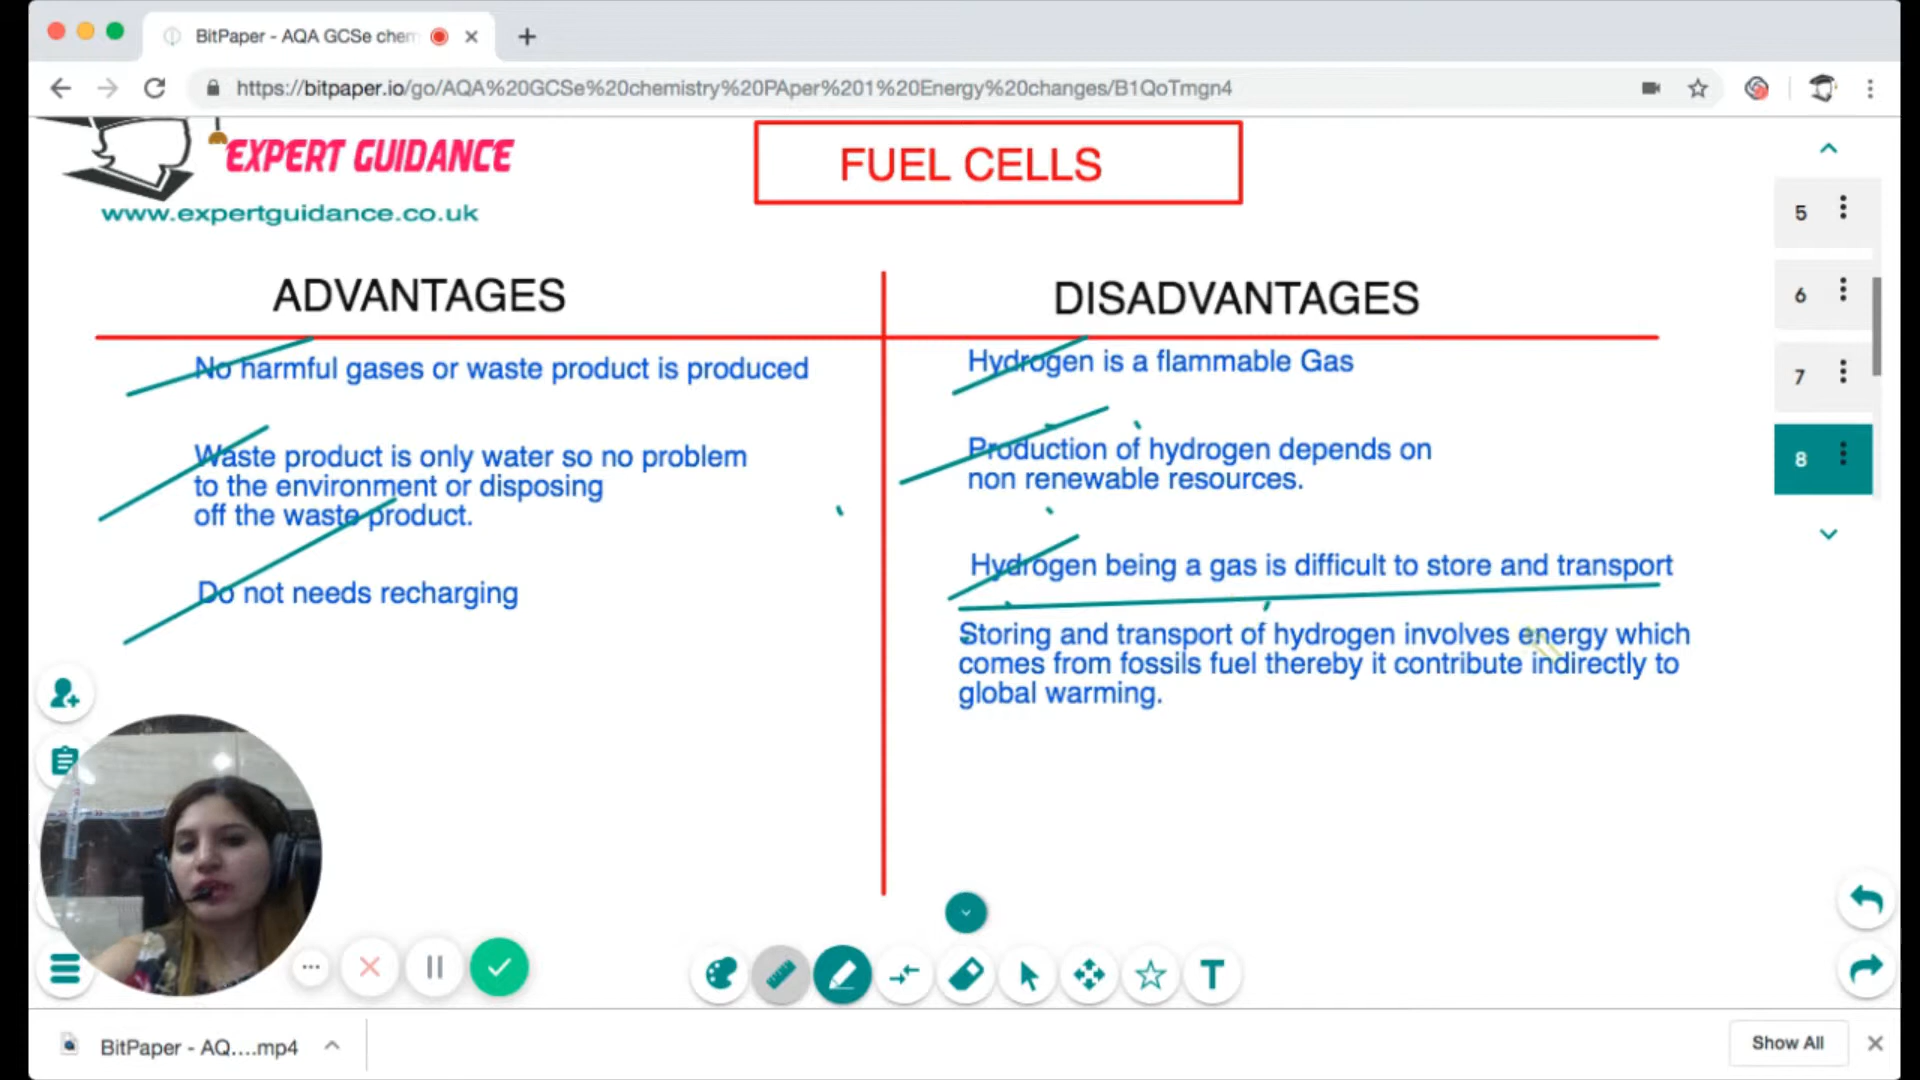 BitPaper - AQA GCSe chem
https://bitpaper.io/go/AQA%20GCSe%20chemistry%20PAper%201%20Energy%20changes/B1QoTmgn4
EXPERT GUIDANCE
www.expertguidance.co.uk
FUEL CELLS
ADVANTAGES
No harmful gases or waste product is produced
Waste product is only water so no problem
to the environment or disposing
off the waste product.
Do not needs recharging
DISADVANTAGES
Hydrogen is a flammable Gas
Production of hydrogen depends on
non renewable resources.
Hydrogen being a gas is difficult to store and transport
Storing and transport of hydrogen involves energy which
comes from fossils fuel thereby it contribute indirectly to
global warming.
5
6
7
8
T
BitPaper - AQ....mp4
Show All